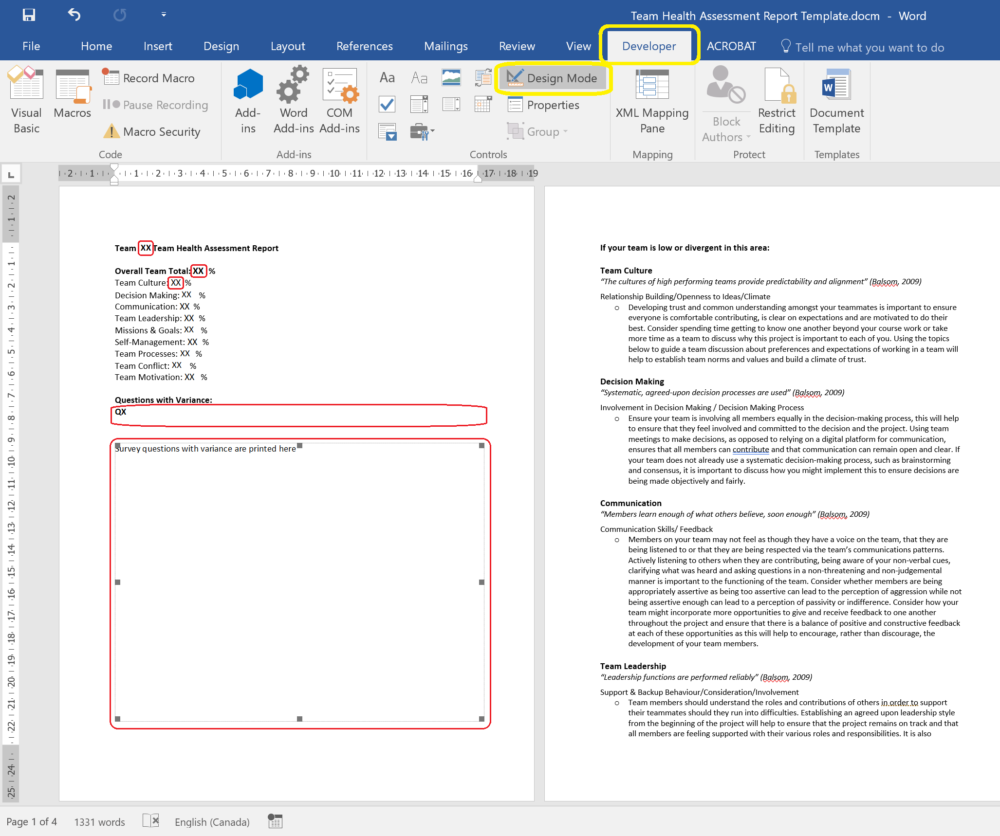 Team Health Assessment Report Template.docm - Word
File Home Insert Design Layout References Mailings Review View Developer ACROBAT Tell me what you want to do
Visual Basic
Macros
Record Macro
Pause Recording
Macro Security
Code
Add-ins
Word Add-ins
COM Add-ins
Add-ins
Aa Aa
Design Mode
Properties
Group
Controls
XML Mapping Pane
Mapping
Block Authors
Restrict Editing
Protect
W
Document Template
Templates
L
2 1 1 2 3 4 5 6 7 8 9 10 11 12 13 14 15 16 17 18 19
2 1 1 2 3 4 5 6 7 8 9 10 11 12 13 14 15 16 17 18 19 20 21 22 24 25
Team XX Team Health Assessment Report
Overall Team Total: XX %
Team Culture: XX %
Decision Making: XX %
Communication: XX %
Team Leadership: XX %
Missions & Goals: XX %
Self-Management: XX %
Team Processes: XX %
Team Conflict: XX %
Team Motivation: XX %
Questions with Variance:
QX
Survey questions with variance are printed here
If your team is low or divergent in this area:
Team Culture
“The cultures of high performing teams provide predictability and alignment” (Balsom, 2009)
Relationship Building/Openness to Ideas/Climate
o Developing trust and common understanding amongst your teammates is important to ensure
everyone is comfortable contributing, is clear on expectations and are motivated to do their
best. Consider spending time getting to know one another beyond your course work or take
more time as a team to discuss why this project is important to each of you. Using the topics
below to guide a team discussion about preferences and expectations of working in a team will
help to establish team norms and values and build a climate of trust.
Decision Making
“Systematic, agreed-upon decision processes are used” (Balsom, 2009)
Involvement in Decision Making / Decision Making Process
o Ensure your team is involving all members equally in the decision-making process, this will help
to ensure that they feel involved and committed to the decision and the project. Using team
meetings to make decisions, as opposed to relying on a digital platform for communication,
ensures that all members can contribute and that communication can remain open and clear. If
your team does not already use a systematic decision-making process, such as brainstorming
and consensus, it is important to discuss how you might implement this to ensure decisions are
being made objectively and fairly.
Communication
“Members learn enough of what others believe, soon enough” (Balsom, 2009)
Communication Skills/ Feedback
o Members on your team may not feel as though they have a voice on the team, that they are
being listened to or that they are being respected via the team’s communications patterns.
Actively listening to others when they are contributing, being aware of your non-verbal cues,
clarifying what was heard and asking questions in a non-threatening and non-judgemental
manner is important to the functioning of the team. Consider whether members are being
appropriately assertive as being too assertive can lead to the perception of aggression while not
being assertive enough can lead to a perception of passivity or indifference. Consider how your
team might incorporate more opportunities to give and receive feedback to one another
throughout the project and ensure that there is a balance of positive and constructive feedback
at each of these opportunities as this will help to encourage, rather than discourage, the
development of your team members.
Team Leadership
“Leadership functions are performed reliably” (Balsom, 2009)
Support & Backup Behaviour/Consideration/Involvement
o Team members should understand the roles and contributions of others in order to support
their teammates should they run into difficulties. Establishing an agreed upon leadership style
from the beginning of the project will help to ensure that the project remains on track and that
all members are feeling supported with their various roles and responsibilities. It is also
Page 1 of 4 1331 words English (Canada)